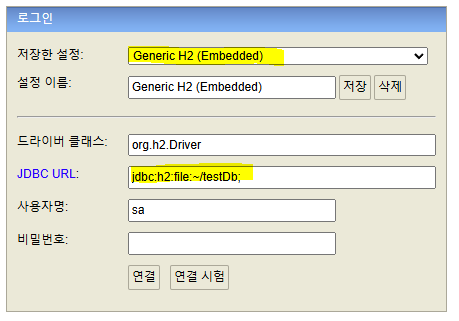 로그인
저장한 설정: Generic H2 (Embedded)
설정 이름: Generic H2 (Embedded) 저장 삭제
드라이버 클래스: org.h2.Driver
JDBC URL: jdbc:h2:file:~/testDb;
사용자명: sa
비밀번호:
연결 연결 시험